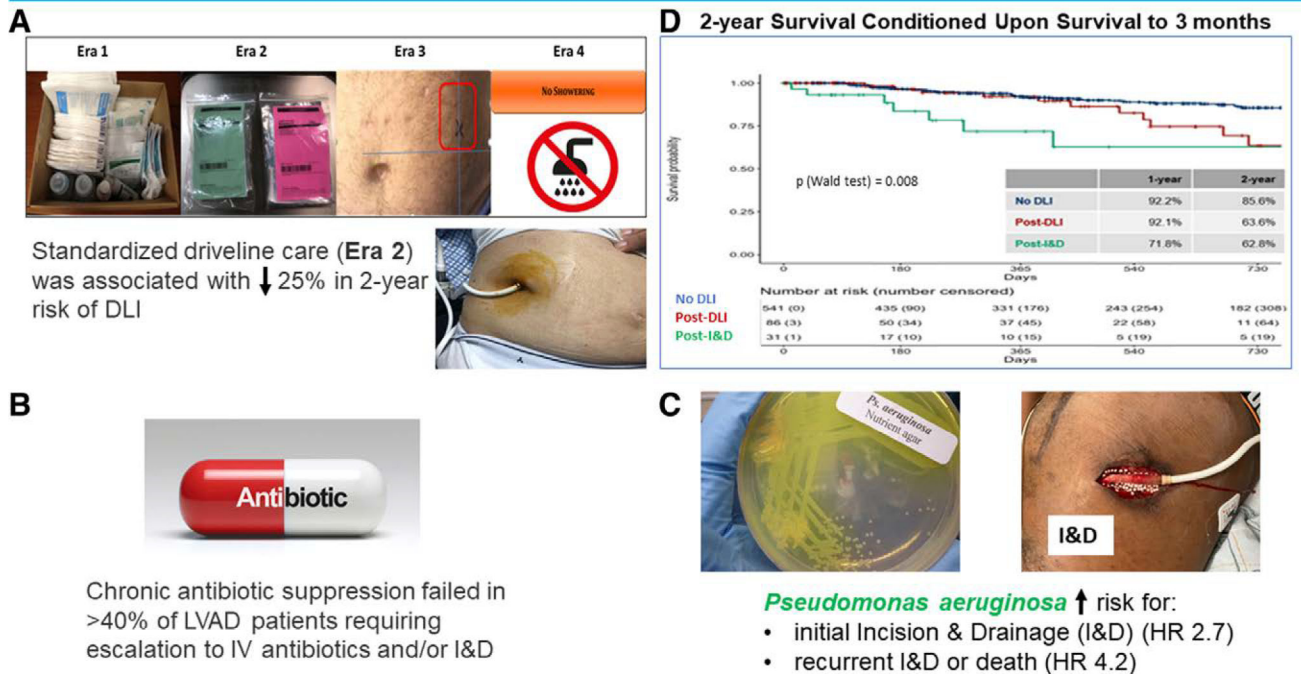 A
Era 1 Era 2 Era 3 Era 4
No Showering
Standardized driveline care (Era 2)
was associated with ↓ 25% in 2-year
risk of DLI
B
Antibiotic
Chronic antibiotic suppression failed in
>40% of LVAD patients requiring
escalation to IV antibiotics and/or I&D
D 2-year Survival Conditioned Upon Survival to 3 months
Survival probability
1.00
0.75
0.50
0.25
0.00
p (Wald test) = 0.008
1-year 2-year
No DLI 92.2% 85.6%
Post-DLI 92.1% 63.6%
Post-I&D 71.8% 62.8%
0 180 365 540 730
Days
Number at risk (number censored)
No DLI 541 (0) 435 (90) 331 (176) 243 (254) 182 (308)
Post-DLI 86 (3) 50 (34) 37 (45) 22 (58) 11 (64)
Post-I&D 31 (1) 17 (10) 10 (15) 5 (19) 5 (19)
0 180 365 540 730
Days
C
Ps. aeruginosa
Nutrient agar
I&D
Pseudomonas aeruginosa ↑ risk for:
• initial Incision & Drainage (I&D) (HR 2.7)
• recurrent I&D or death (HR 4.2)